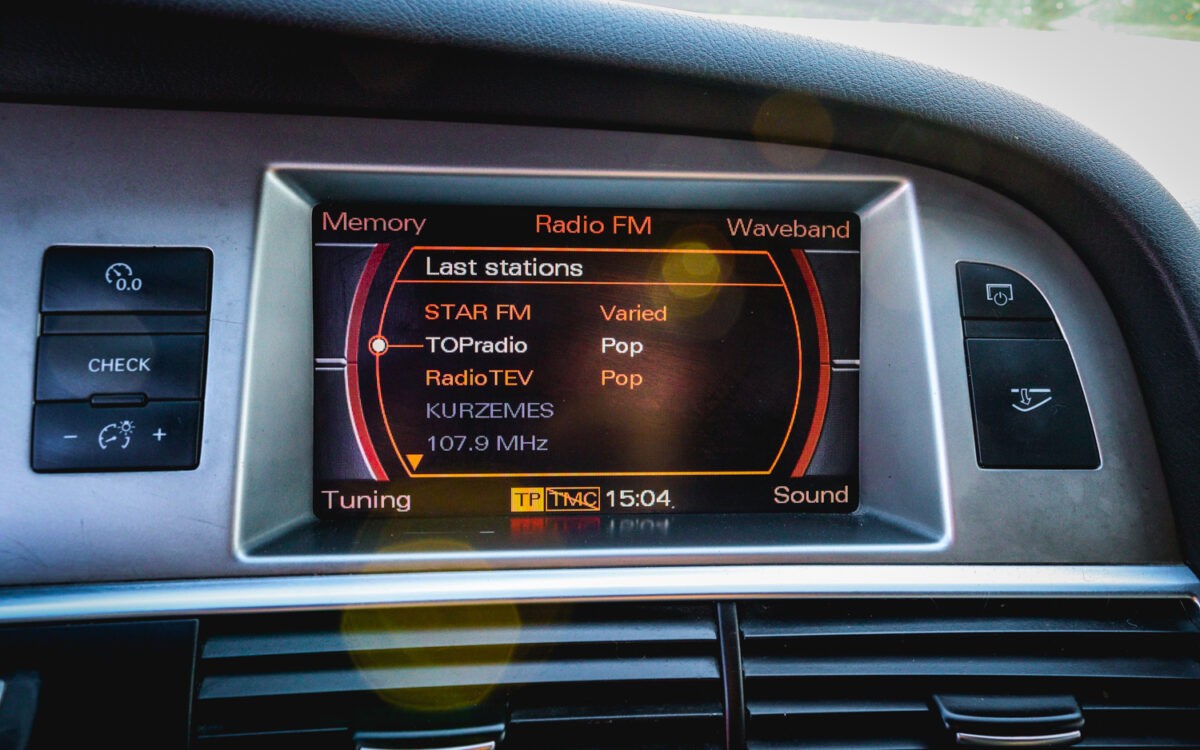 Memory Radio FM Waveband
Last stations
STAR FM Varied
TOPradio Pop
RadioTEV Pop
KURZEMES
107.9 MHz
Tuning TP TMC 15:04 Sound
0.0
CHECK
- +